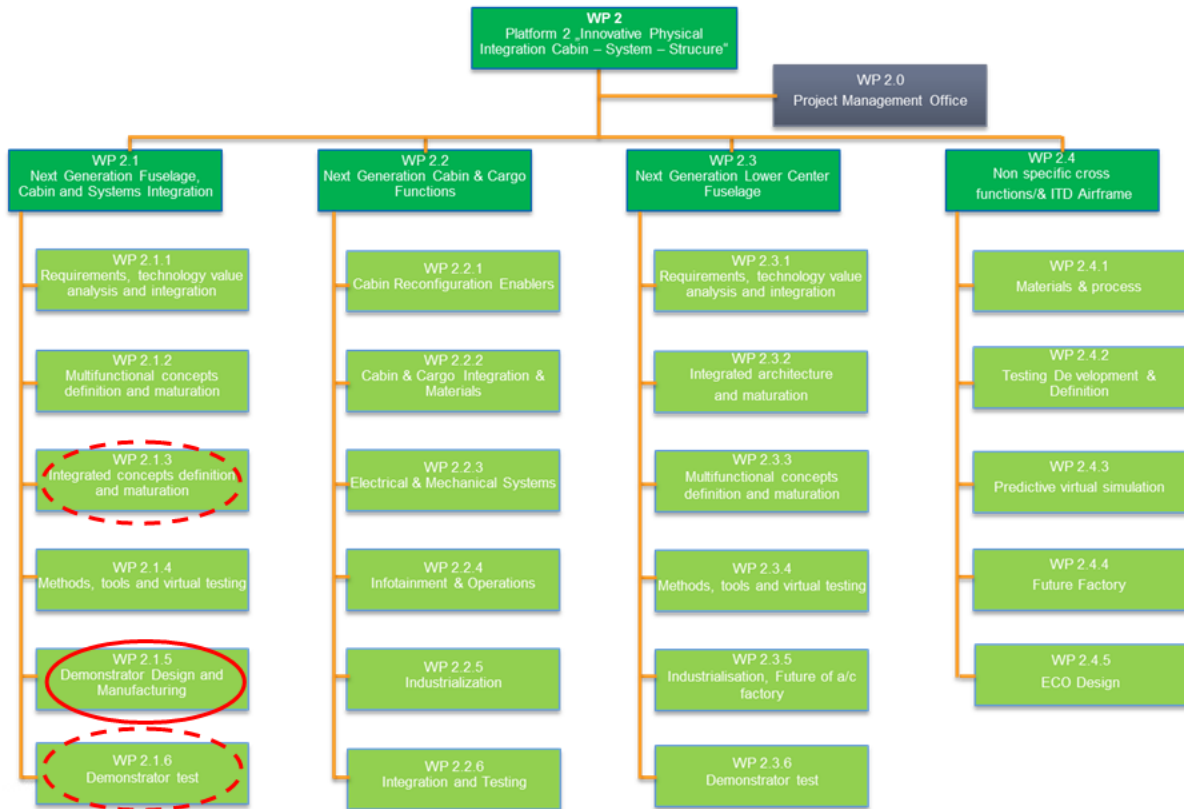 WP 2
Platform 2 „Innovative Physical
Integration Cabin – System – Strucure"
WP 2.0
Project Management Office
WP 2.1
Next Generation Fuselage,
Cabin and Systems Integration
WP 2.2
Next Generation Cabin & Cargo
Functions
WP 2.3
Next Generation Lower Center
Fuselage
WP 2.4
Non specific cross
functions/& ITD Airframe
WP 2.1.1
Requirements, technology value
analysis and integration
WP 2.1.2
Multifunctional concepts
definition and maturation
WP 2.1.3
Integrated concepts definition
and maturation
WP 2.1.4
Methods, tools and virtual testing
WP 2.1.5
Demonstrator Design and
Manufacturing
WP 2.1.6
Demonstrator test
WP 2.2.1
Cabin Reconfiguration Enablers
WP 2.2.2
Cabin & Cargo Integration &
Materials
WP 2.2.3
Electrical & Mechanical Systems
WP 2.2.4
Infotainment & Operations
WP 2.2.5
Industrialization
WP 2.2.6
Integration and Testing
WP 2.3.1
Requirements, technology value
analysis and integration
WP 2.3.2
Integrated architecture
and maturation
WP 2.3.3
Multifunctional concepts
definition and maturation
WP 2.3.4
Methods, tools and virtual testing
WP 2.3.5
Industrialisation, Future of a/c
factory
WP 2.3.6
Demonstrator test
WP 2.4.1
Materials & process
WP 2.4.2
Testing De velopment &
Definition
WP 2.4.3
Predictive virtual simulation
WP 2.4.4
Future Factory
WP 2.4.5
ECO Design